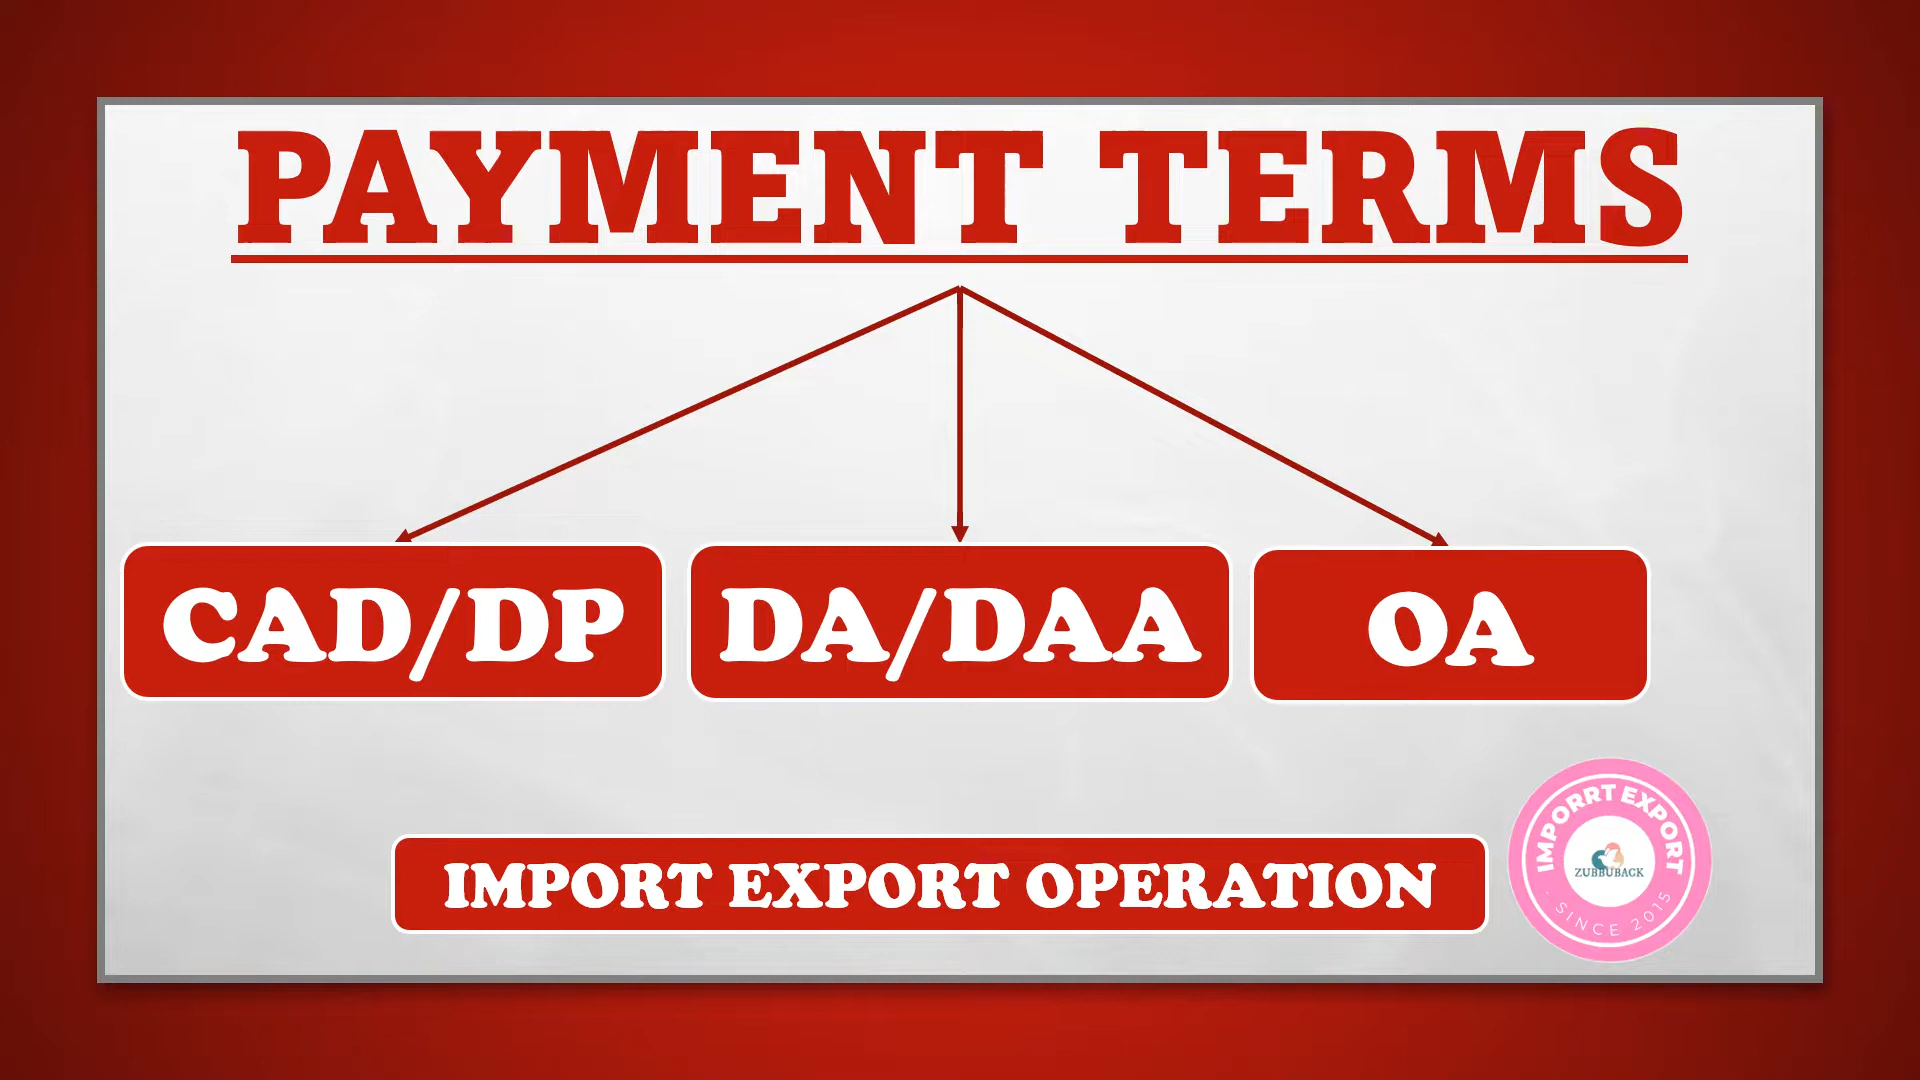 PAYMENT TERMS
CAD/DP
DA/DAA
OA
IMPORT EXPORT OPERATION
IMPORRT EXPORT
ZUBBUBACK
· SINCE 2015